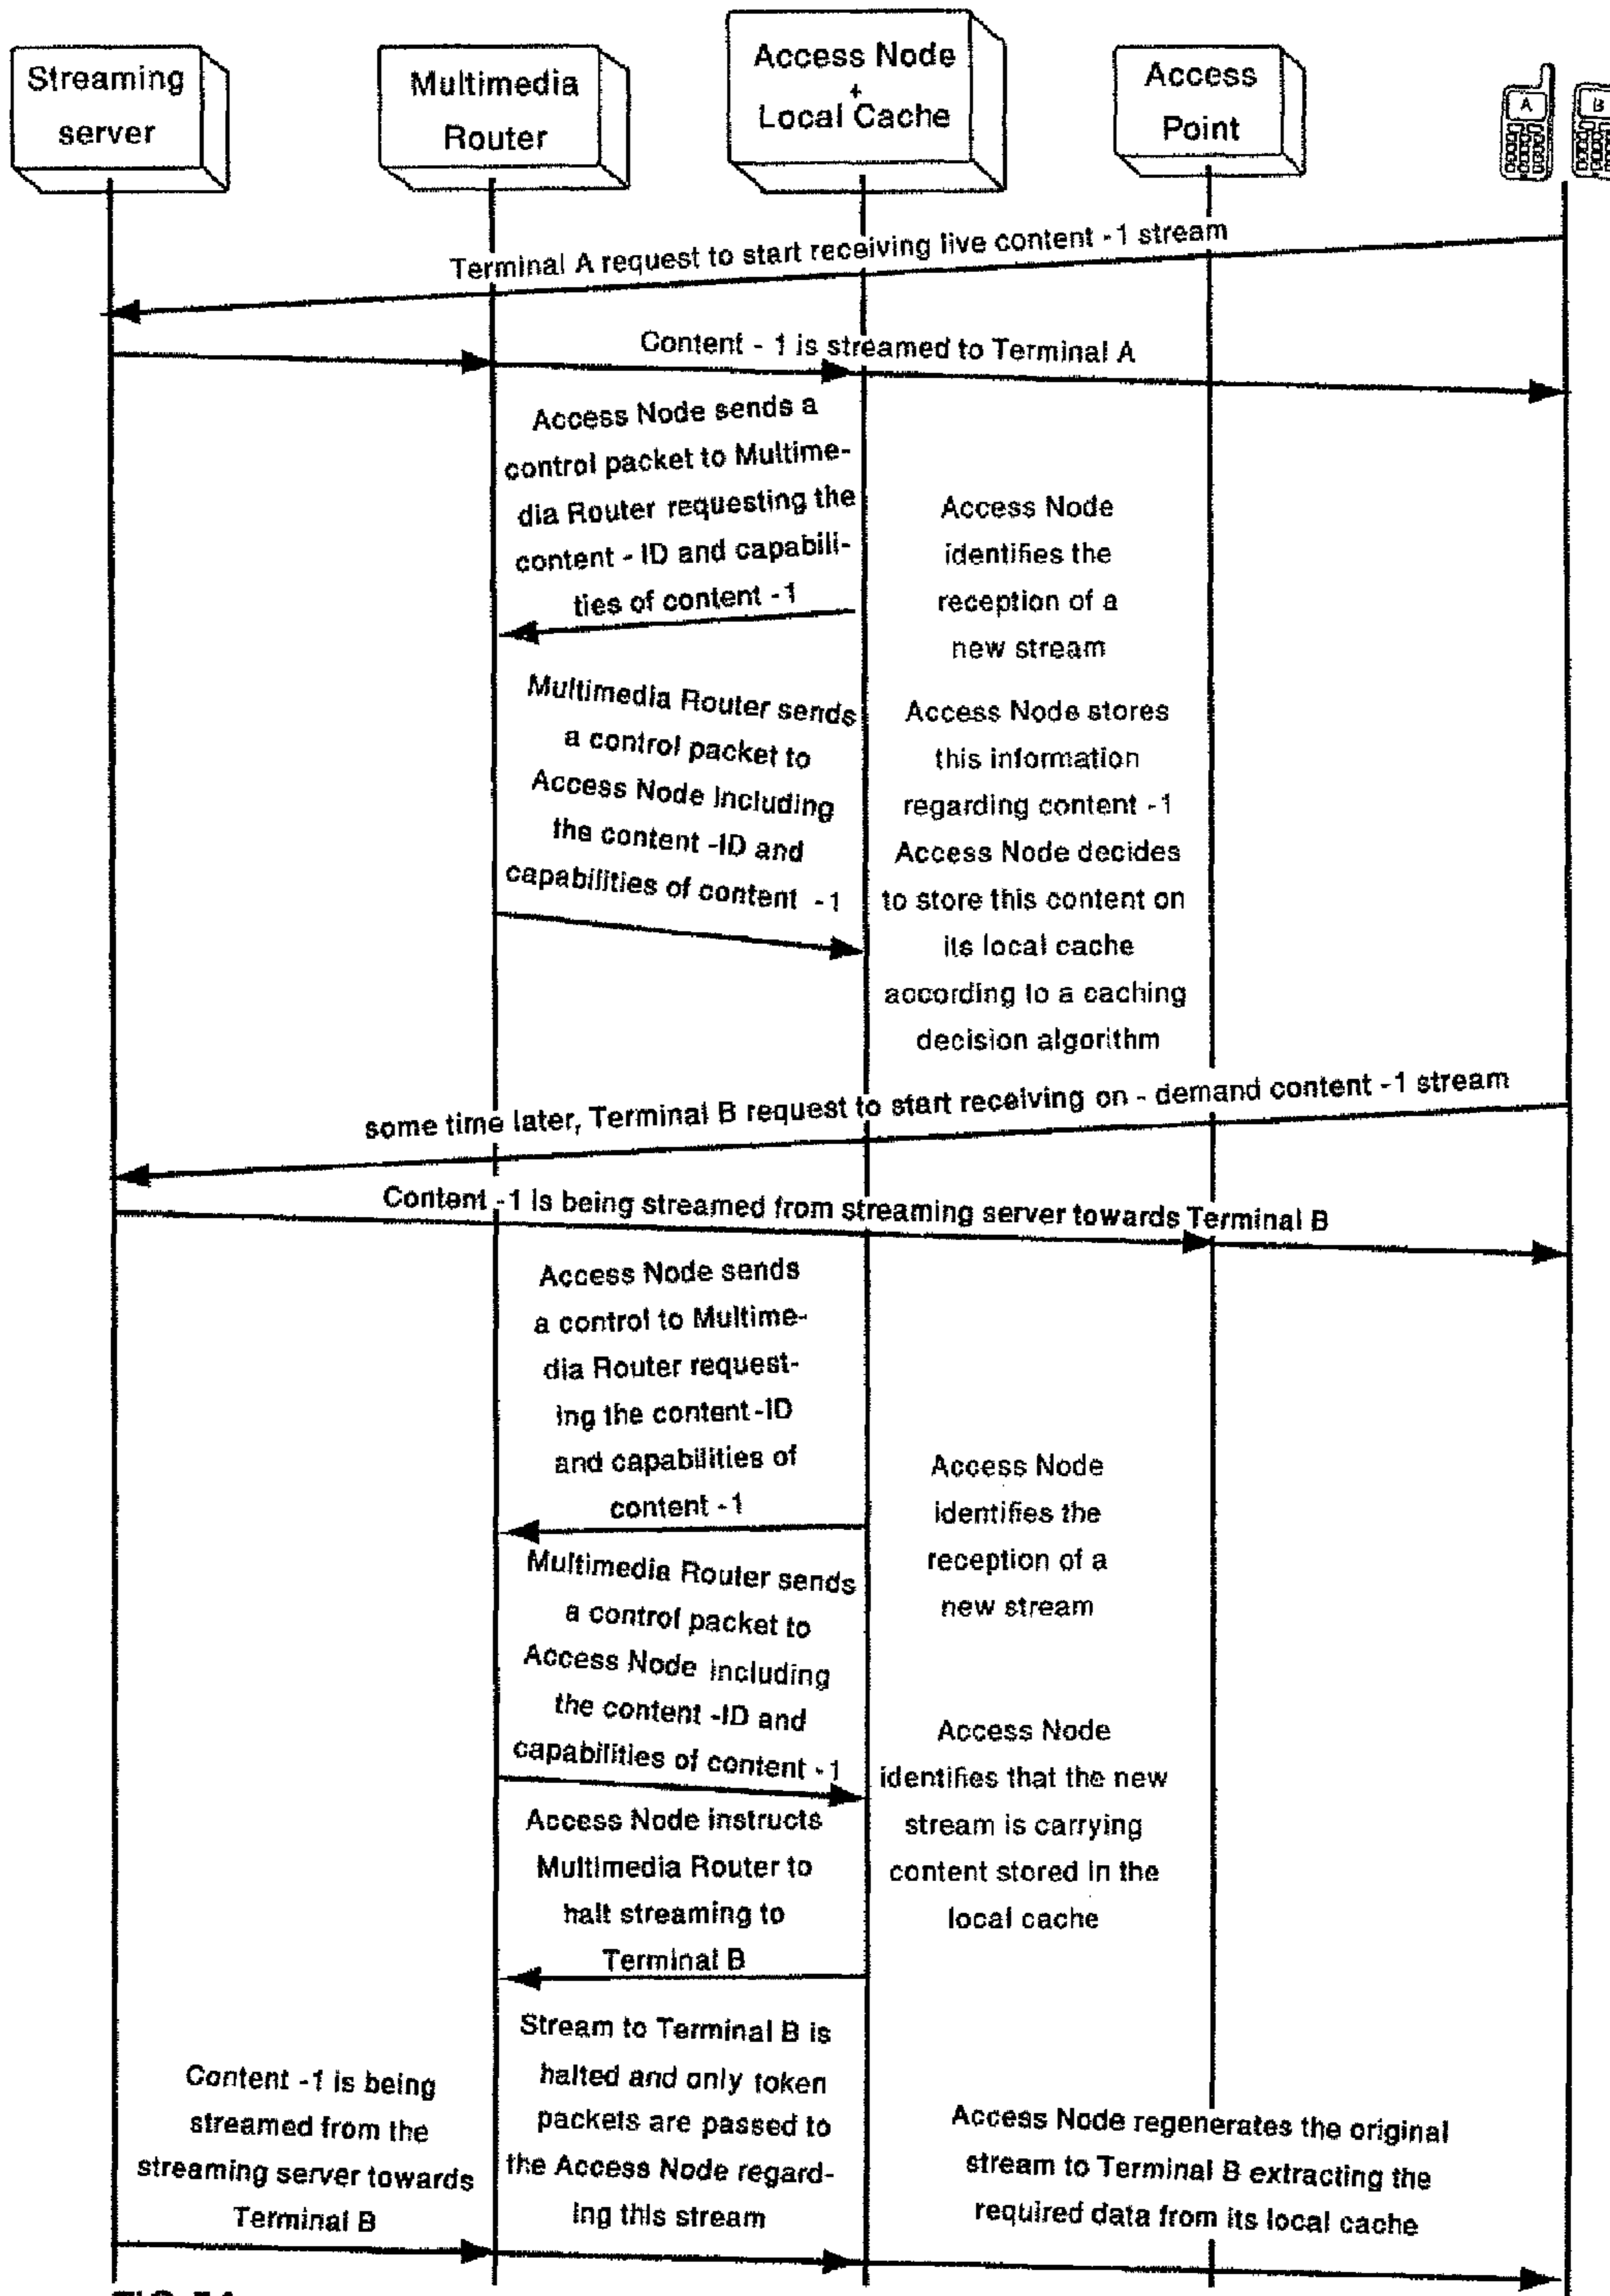 Streaming
server
Multimedia
Router
Access Node
+
Local Cache
Access
Point
A
B
Terminal A request to start receiving live content -1 stream
Content - 1 is streamed to Terminal A
Access Node sends a
control packet to Multime-
dia Router requesting the
content - ID and capabili-
ties of content -1
Access Node
identifies the
reception of a
new stream
Multimedia Router sends
a control packet to
Access Node including
the content -ID and
capabilities of content -1
Access Node stores
this information
regarding content -1
Access Node decides
to store this content on
its local cache
according to a caching
decision algorithm
some time later, Terminal B request to start receiving on - demand content -1 stream
Content -1 is being streamed from streaming server towards Terminal B
Access Node sends
a control to Multime-
dia Router request-
ing the content -ID
and capabilities of
content -1
Access Node
identifies the
reception of a
new stream
Multimedia Router sends
a control packet to
Access Node including
the content -ID and
capabilities of content -1
Access Node
identifies that the new
stream is carrying
content stored in the
local cache
Access Node instructs
Multimedia Router to
halt streaming to
Terminal B
Content -1 is being
streamed from the
streaming server towards
Terminal B
Stream to Terminal B is
halted and only token
packets are passed to
the Access Node regard-
ing this stream
Access Node regenerates the original
stream to Terminal B extracting the
required data from its local cache